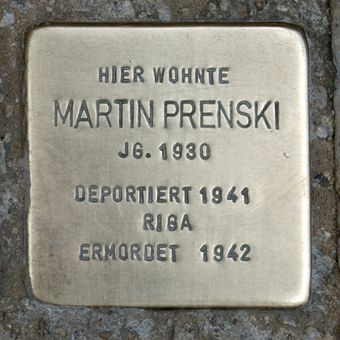 HIER WOHNTE
MARTIN PRENSKI
JG. 1930
DEPORTIERT 1941
RIGA
ERMORDET 1942